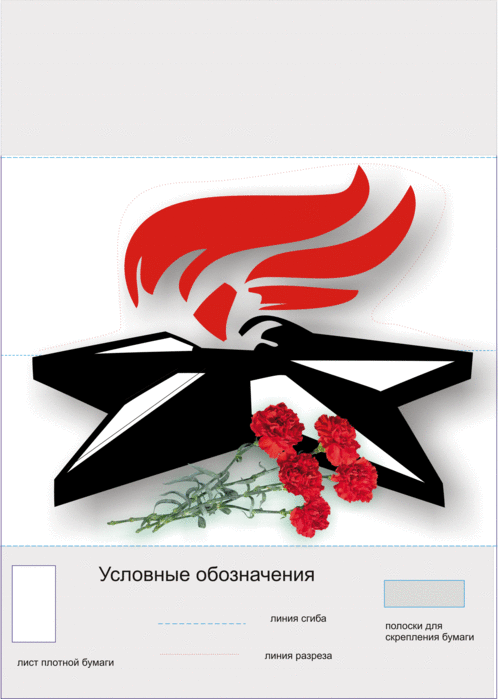 Условные обозначения
линия сгиба
полоски для
скрепления бумаги
линия разреза
лист плотной бумаги